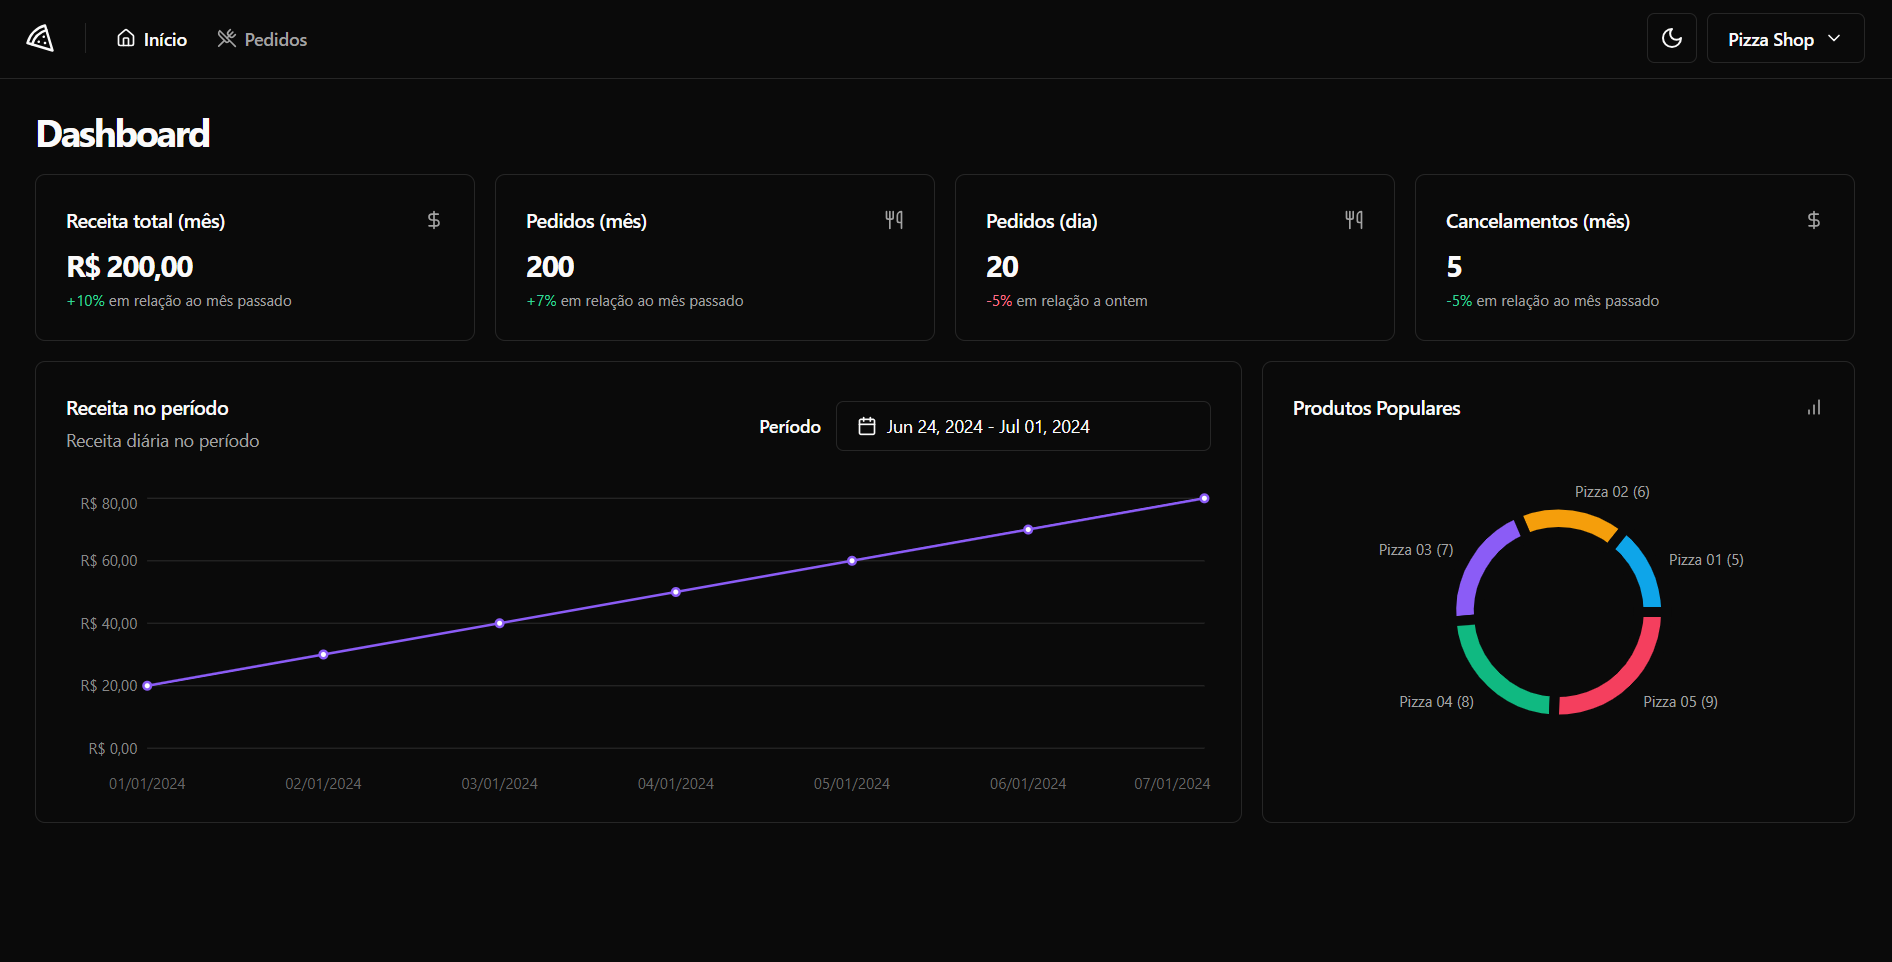 Início
Pedidos
Pizza Shop
Dashboard
Receita total (mês)
R$ 200,00
+10% em relação ao mês passado
Pedidos (mês)
200
+7% em relação ao mês passado
Pedidos (dia)
20
-5% em relação a ontem
Cancelamentos (mês)
5
-5% em relação ao mês passado
Receita no período
Receita diária no período
Período
Jun 24, 2024 - Jul 01, 2024
R$ 80,00
R$ 60,00
R$ 40,00
R$ 20,00
R$ 0,00
01/01/2024
02/01/2024
03/01/2024
04/01/2024
05/01/2024
06/01/2024
07/01/2024
Produtos Populares
Pizza 02 (6)
Pizza 03 (7)
Pizza 01 (5)
Pizza 04 (8)
Pizza 05 (9)